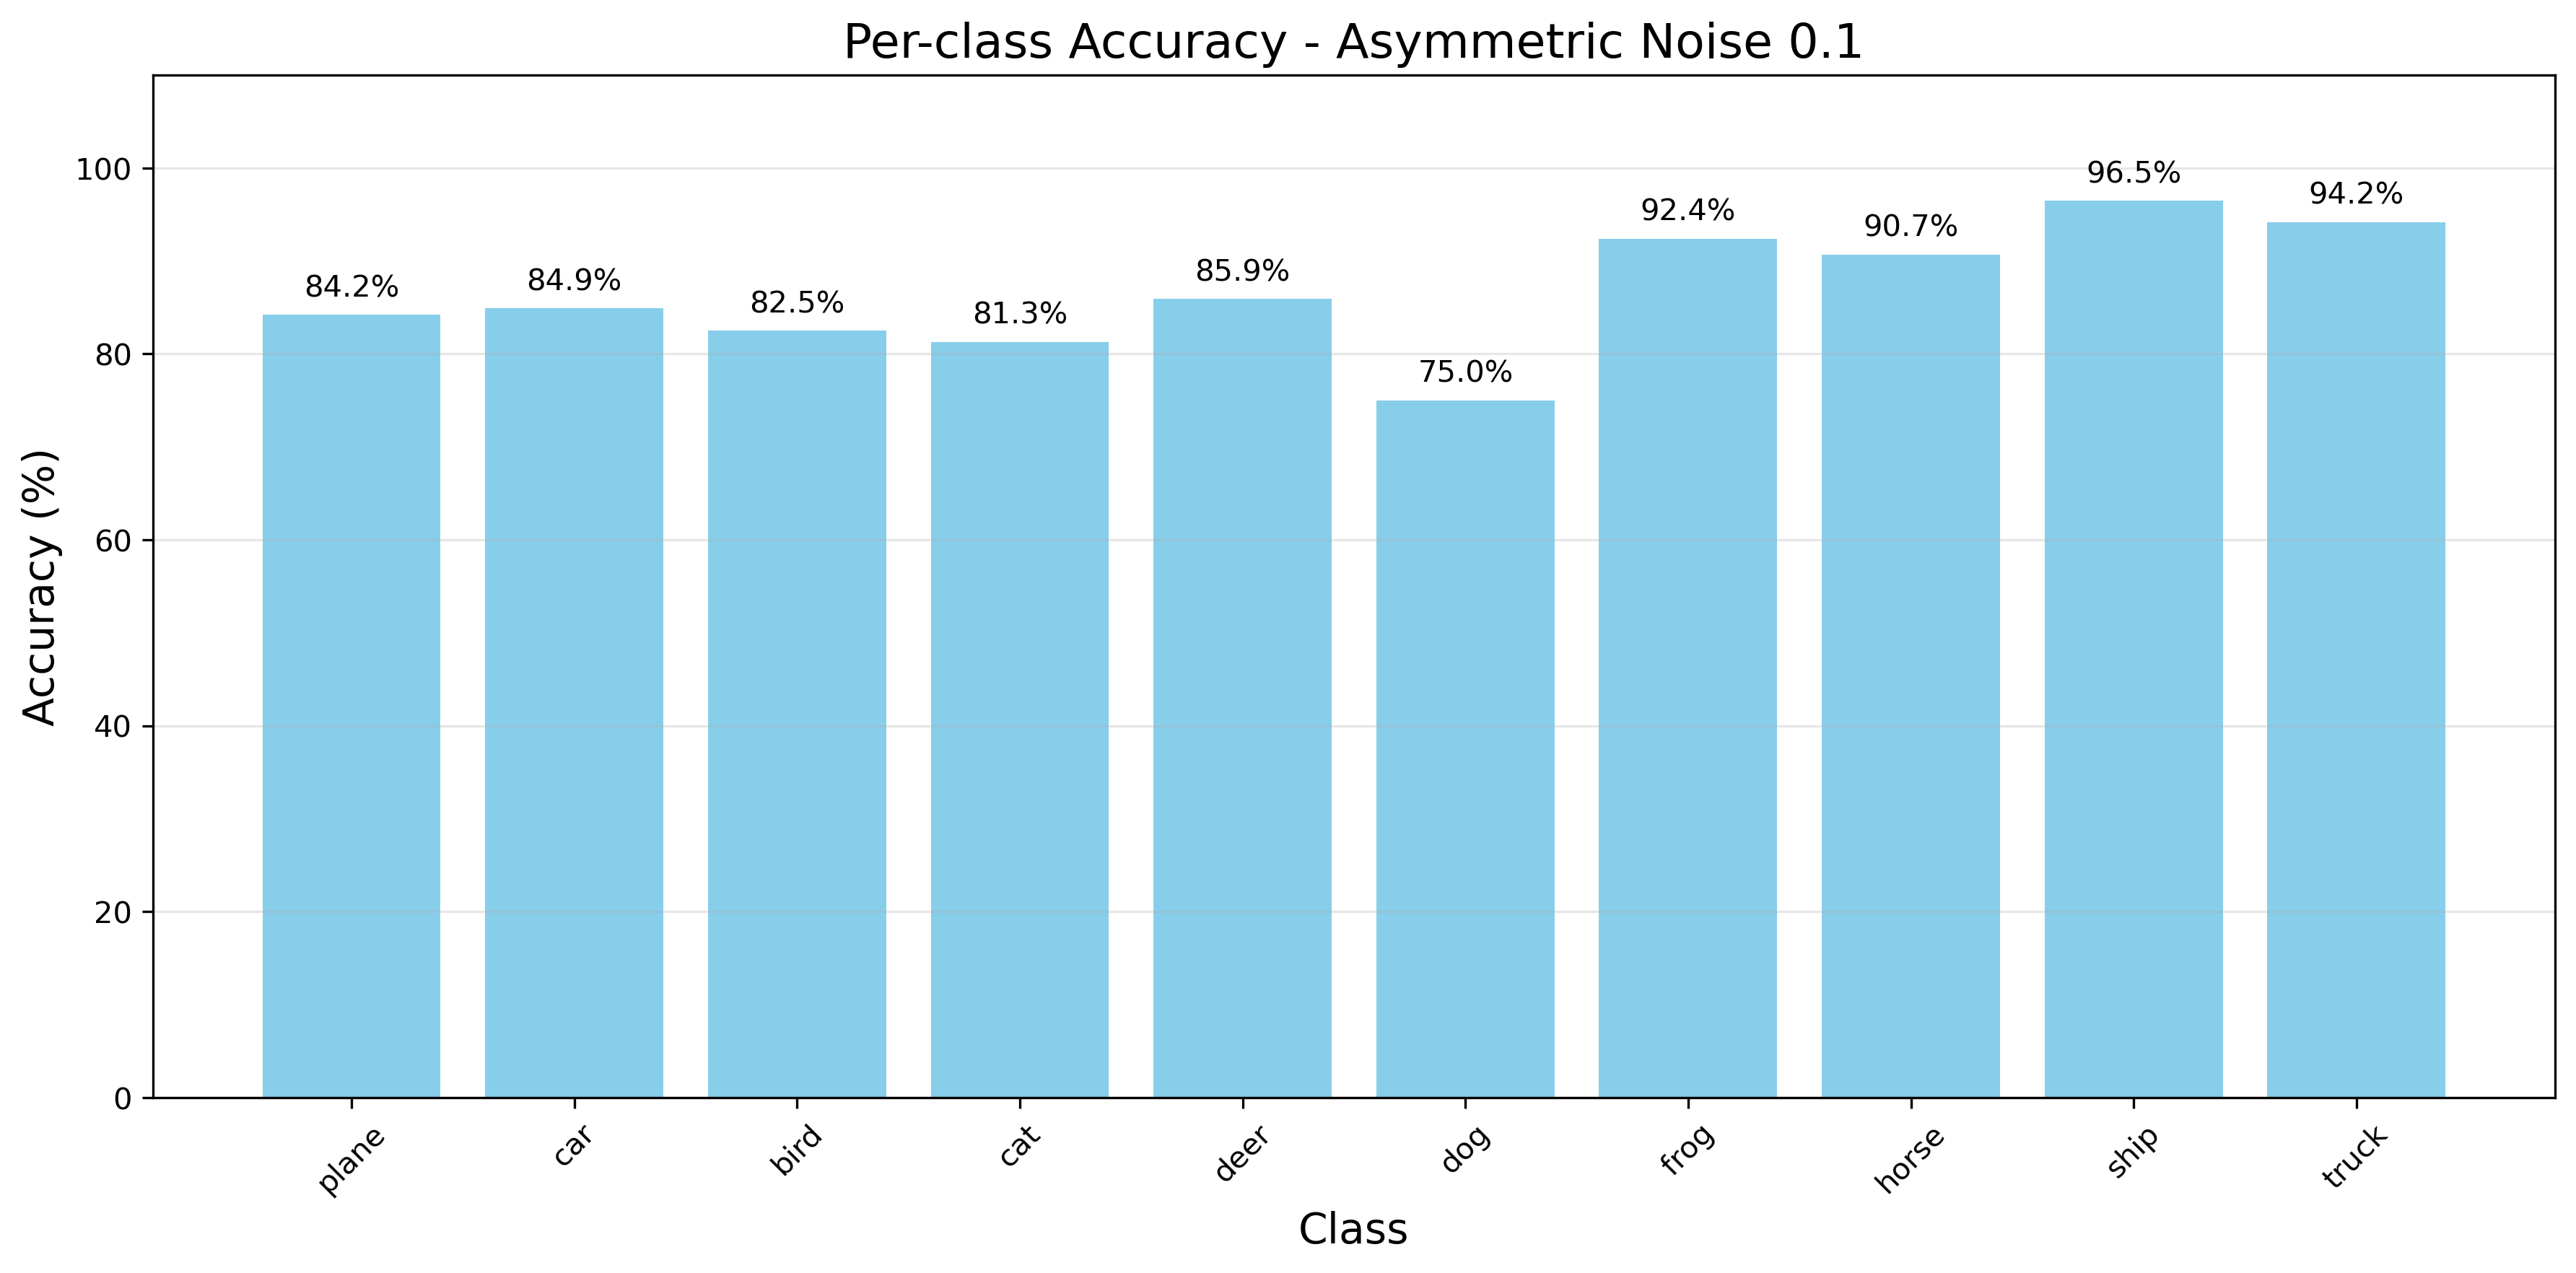 Per-class Accuracy - Asymmetric Noise 0.1
Accuracy (%)
100
80
60
40
20
0
84.2%
84.9%
82.5%
81.3%
85.9%
75.0%
92.4%
90.7%
96.5%
94.2%
plane
car
bird
cat
deer
dog
frog
horse
ship
truck
Class